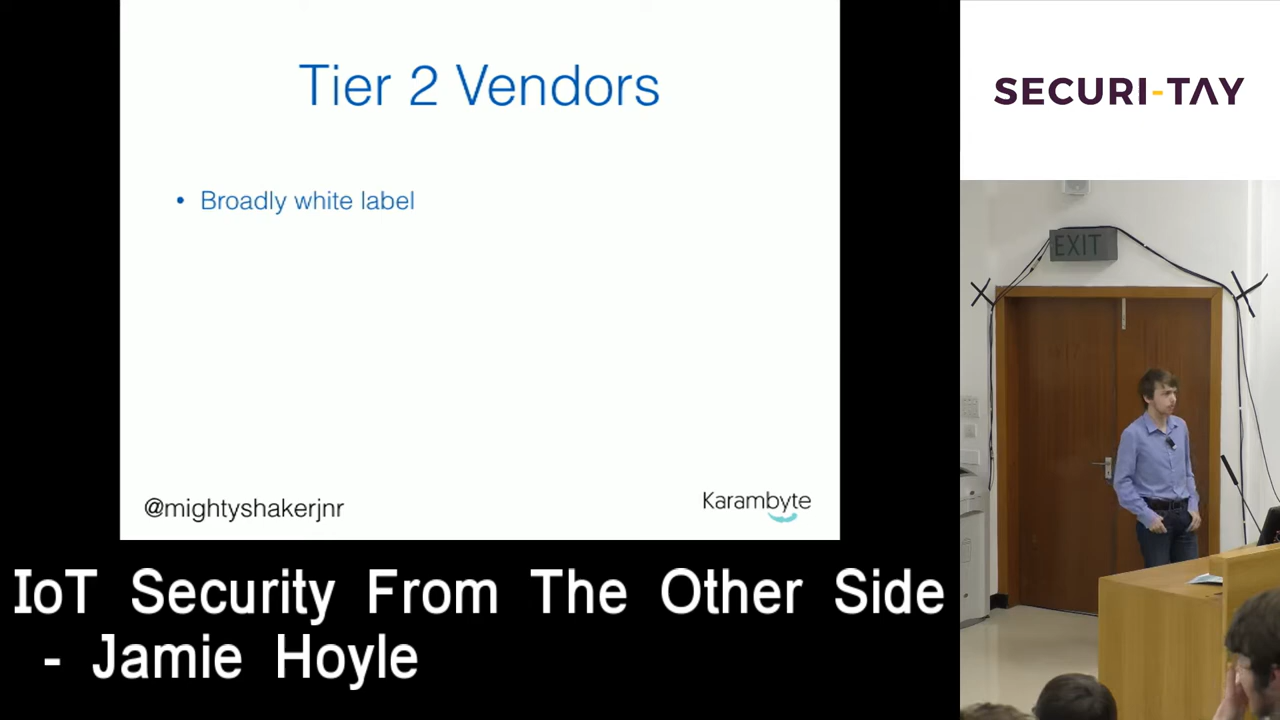 Tier 2 Vendors
• Broadly white label
@mightyshakerjnr
Karambyte
SECURI-TAY
EXIT
IoT Security From The Other Side
- Jamie Hoyle